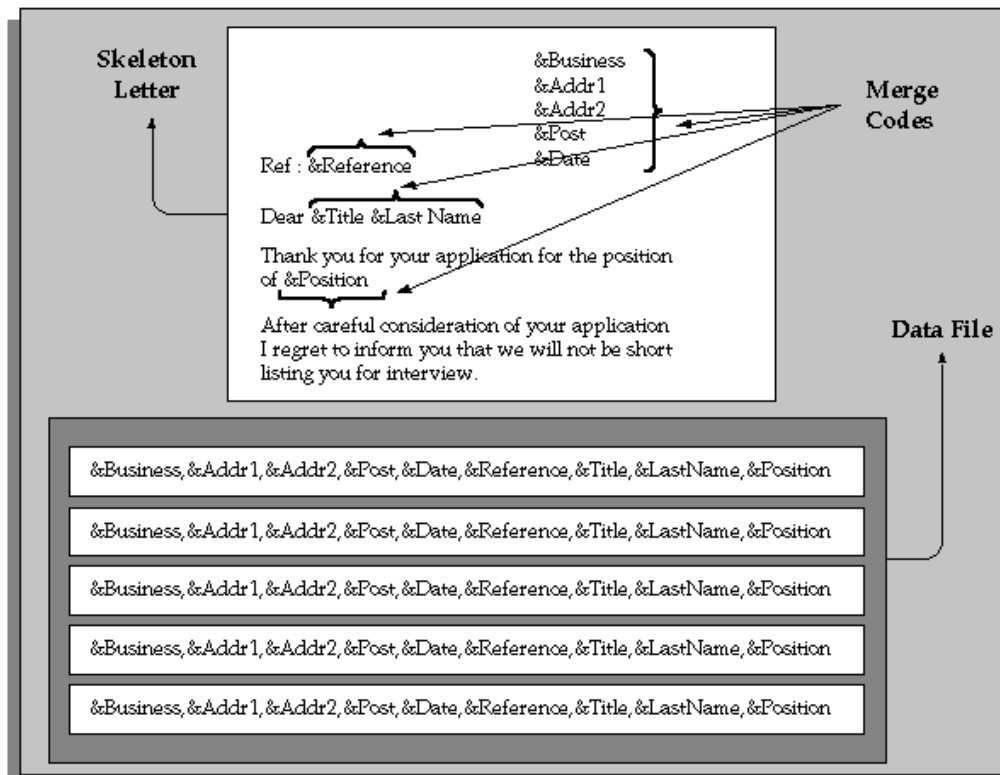 Skeleton
Letter
&Business
&Addr1
&Addr2
&Post
&Date
Merge
Codes
Ref : &Reference
Dear &Title &Last Name
Thank you for your application for the position
of &Position
After careful consideration of your application
I regret to inform you that we will not be short
listing you for interview.
Data File
&Business, &Addr1, &Addr2, &Post, &Date, &Reference, &Title, &LastName, &Position
&Business, &Addr1, &Addr2, &Post, &Date, &Reference, &Title, &LastName, &Position
&Business, &Addr1, &Addr2, &Post, &Date, &Reference, &Title, &LastName, &Position
&Business, &Addr1, &Addr2, &Post, &Date, &Reference, &Title, &LastName, &Position
&Business, &Addr1, &Addr2, &Post, &Date, &Reference, &Title, &LastName, &Position